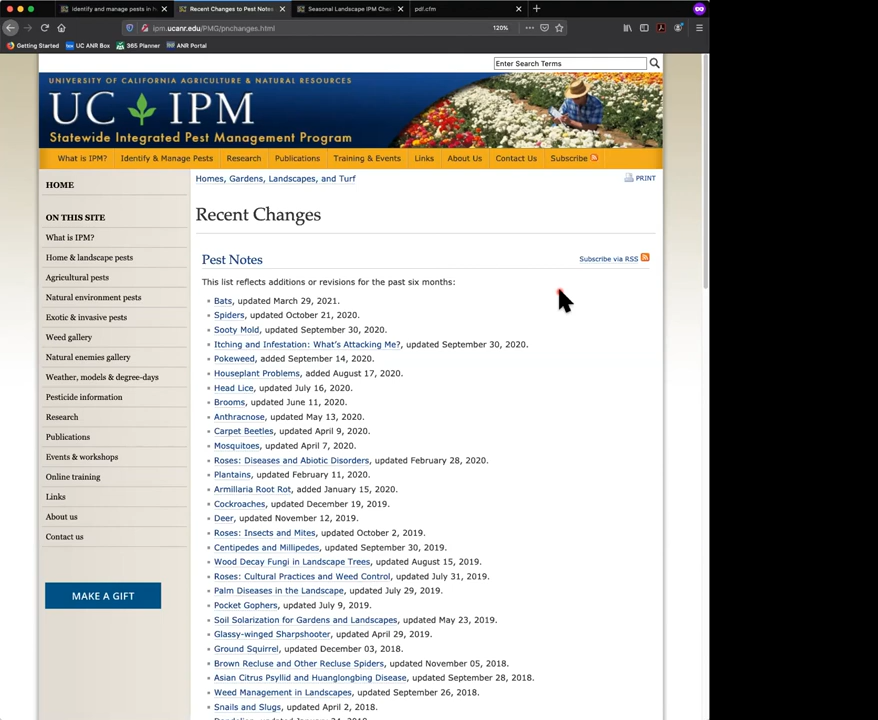 Identify and manage pests in h
Recent Changes to Pest Notes
Seasonal Landscape IPM Chec
pdf.cfm
ipm.ucanr.edu/PMG/pnchanges.html
120%
Getting Started
UC ANR Box
365 Planner
ANR Portal
Enter Search Terms
UNIVERSITY OF CALIFORNIA AGRICULTURE & NATURAL RESOURCES
UC IPM
Statewide Integrated Pest Management Program
What is IPM? Identify & Manage Pests Research Publications Training & Events Links About Us Contact Us Subscribe
HOME
ON THIS SITE
What is IPM?
Home & landscape pests
Agricultural pests
Natural environment pests
Exotic & invasive pests
Weed gallery
Natural enemies gallery
Weather, models & degree-days
Pesticide information
Research
Publications
Events & workshops
Online training
Links
About us
Contact us
MAKE A GIFT
Homes, Gardens, Landscapes, and Turf
PRINT
Recent Changes
Pest Notes
Subscribe via RSS
This list reflects additions or revisions for the past six months:
Bats, updated March 29, 2021.
Spiders, updated October 21, 2020.
Sooty Mold, updated September 30, 2020.
Itching and Infestation: What's Attacking Me?, updated September 30, 2020.
Pokeweed, added September 14, 2020.
Houseplant Problems, added August 17, 2020.
Head Lice, updated July 16, 2020.
Brooms, updated June 11, 2020.
Anthracnose, updated May 13, 2020.
Carpet Beetles, updated April 9, 2020.
Mosquitoes, updated April 7, 2020.
Roses: Diseases and Abiotic Disorders, updated February 28, 2020.
Plantains, updated February 11, 2020.
Armillaria Root Rot, added January 15, 2020.
Cockroaches, updated December 19, 2019.
Deer, updated November 12, 2019.
Roses: Insects and Mites, updated October 2, 2019.
Centipedes and Millipedes, updated September 30, 2019.
Wood Decay Fungi in Landscape Trees, updated August 15, 2019.
Roses: Cultural Practices and Weed Control, updated July 31, 2019.
Palm Diseases in the Landscape, updated July 29, 2019.
Pocket Gophers, updated July 9, 2019.
Soil Solarization for Gardens and Landscapes, updated May 23, 2019.
Glassy-winged Sharpshooter, updated April 29, 2019.
Ground Squirrel, updated December 03, 2018.
Brown Recluse and Other Recluse Spiders, updated November 05, 2018.
Asian Citrus Psyllid and Huanglongbing Disease, updated September 28, 2018.
Weed Management in Landscapes, updated September 26, 2018.
Snails and Slugs, updated April 2, 2018.